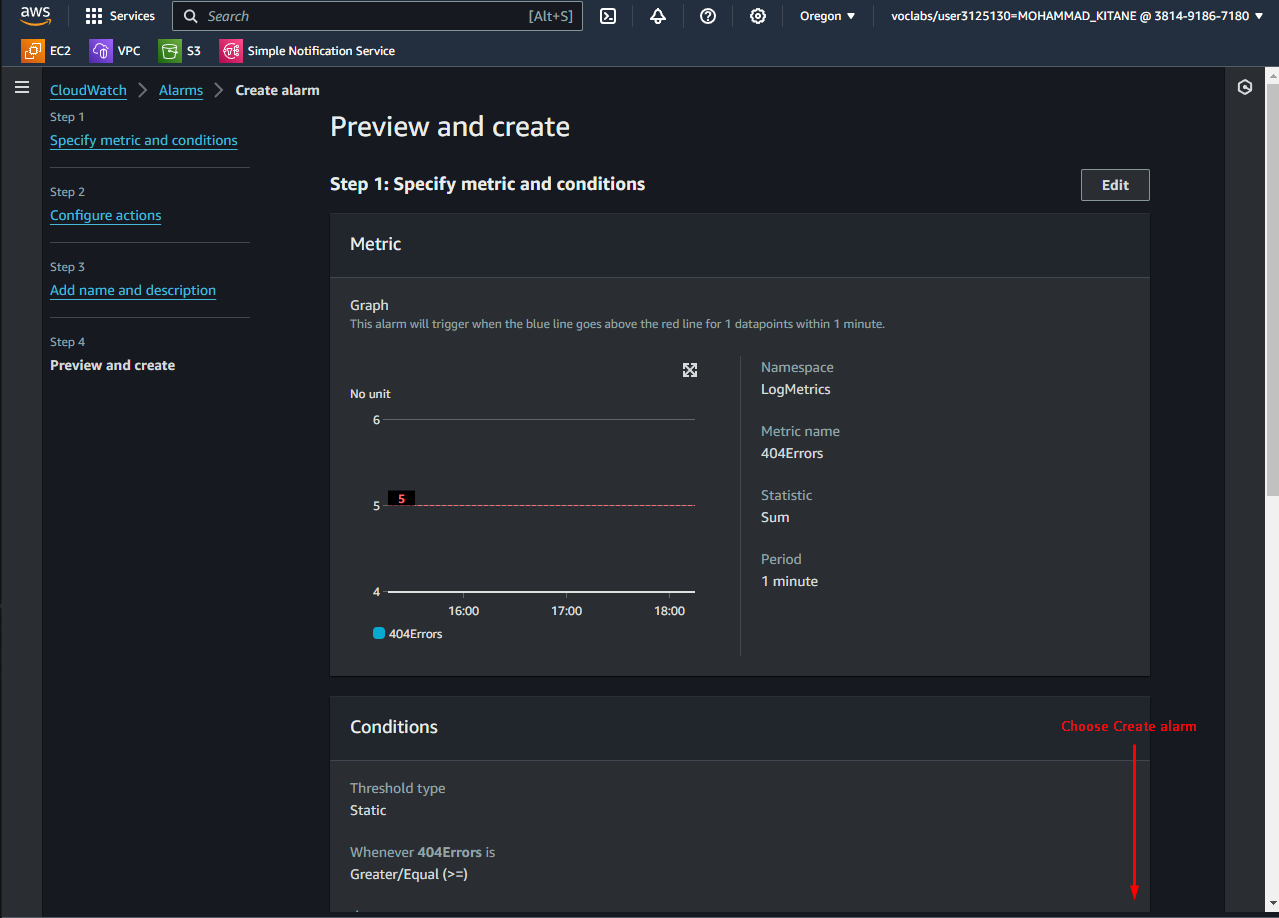 aws
Services
Search
[Alt+S]
Oregon
voclabs/user3125130=MOHAMMAD_KITANE @ 3814-9186-7180
EC2
VPC
S3
Simple Notification Service
CloudWatch
Alarms
Create alarm
Step 1
Specify metric and conditions
Step 2
Configure actions
Step 3
Add name and description
Step 4
Preview and create
Preview and create
Step 1: Specify metric and conditions
Edit
Metric
Graph
This alarm will trigger when the blue line goes above the red line for 1 datapoints within 1 minute.
No unit
6
5
5
4
16:00
17:00
18:00
404Errors
Namespace
LogMetrics
Metric name
404Errors
Statistic
Sum
Period
1 minute
Conditions
Choose Create alarm
Threshold type
Static
Whenever 404Errors is
Greater/Equal (>=)